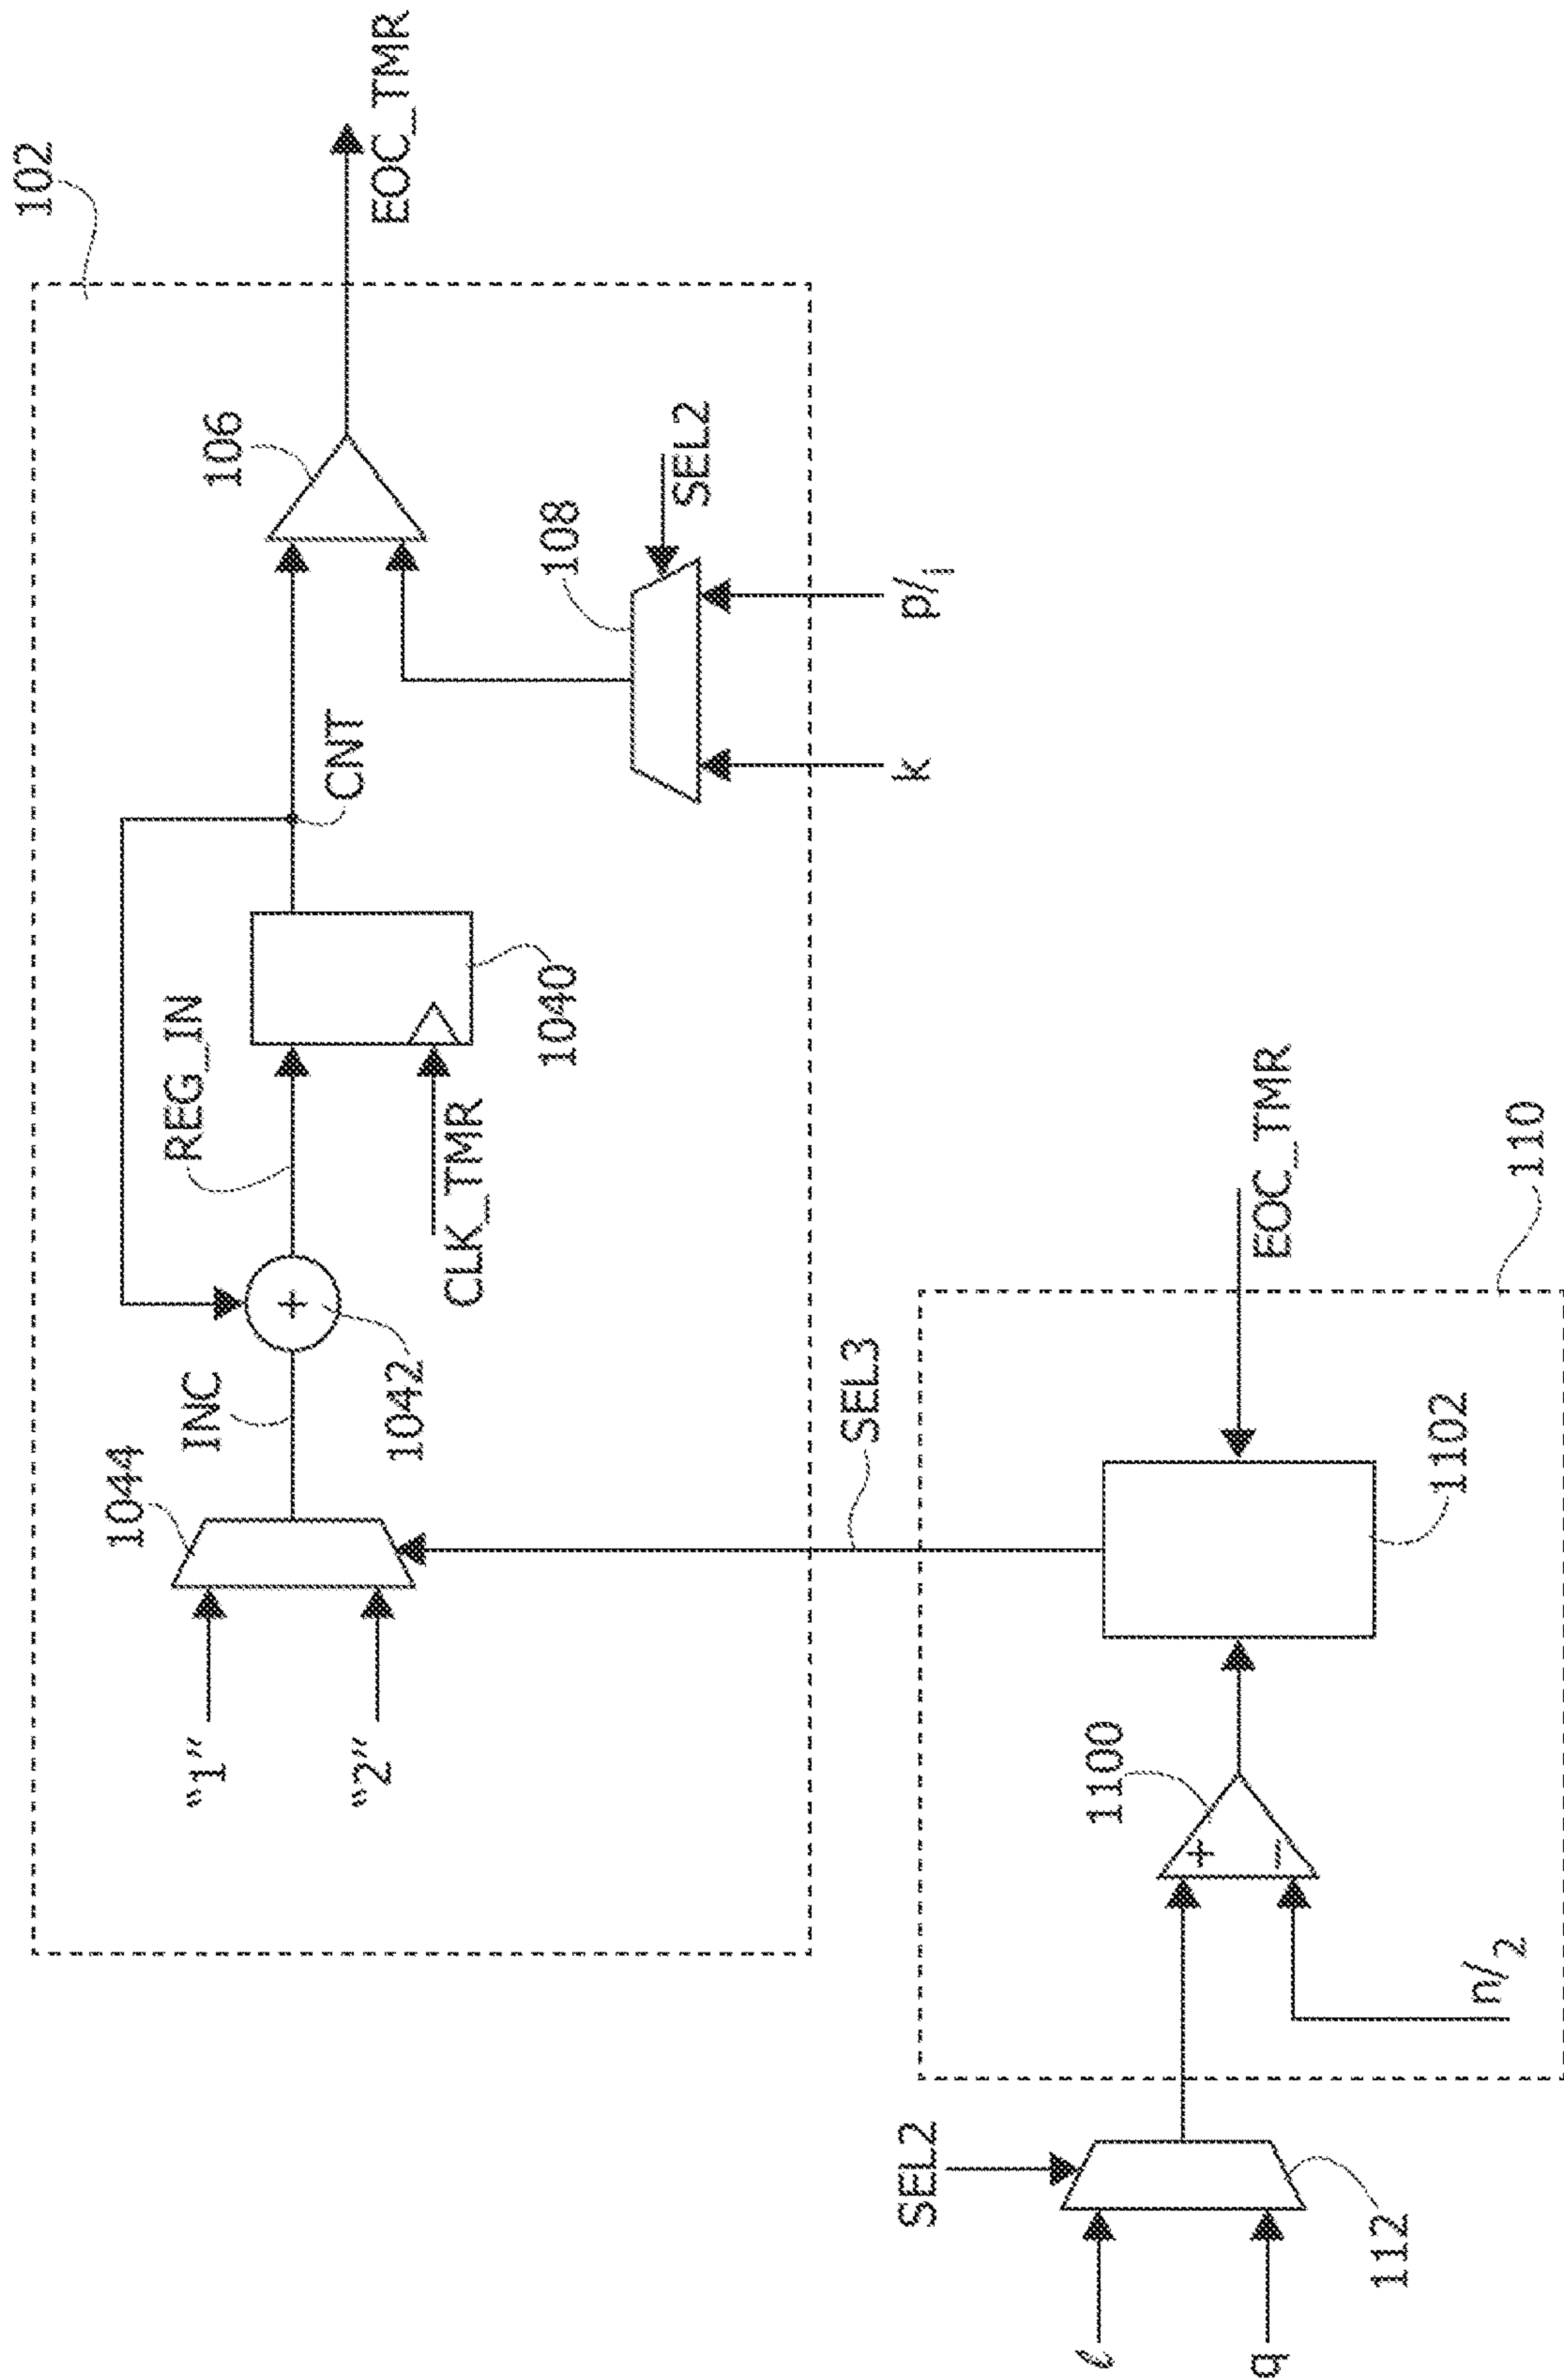 102
EOC_TMR
106
108
SEL2
p/i
k
CNT
REG_IN
1040
CLK_TMR
1042
INC
1044
"1"
"2"
SEL3
EOC_TMR
110
1102
1100
+
+
−
n/2
SEL2
112
ℓ
q